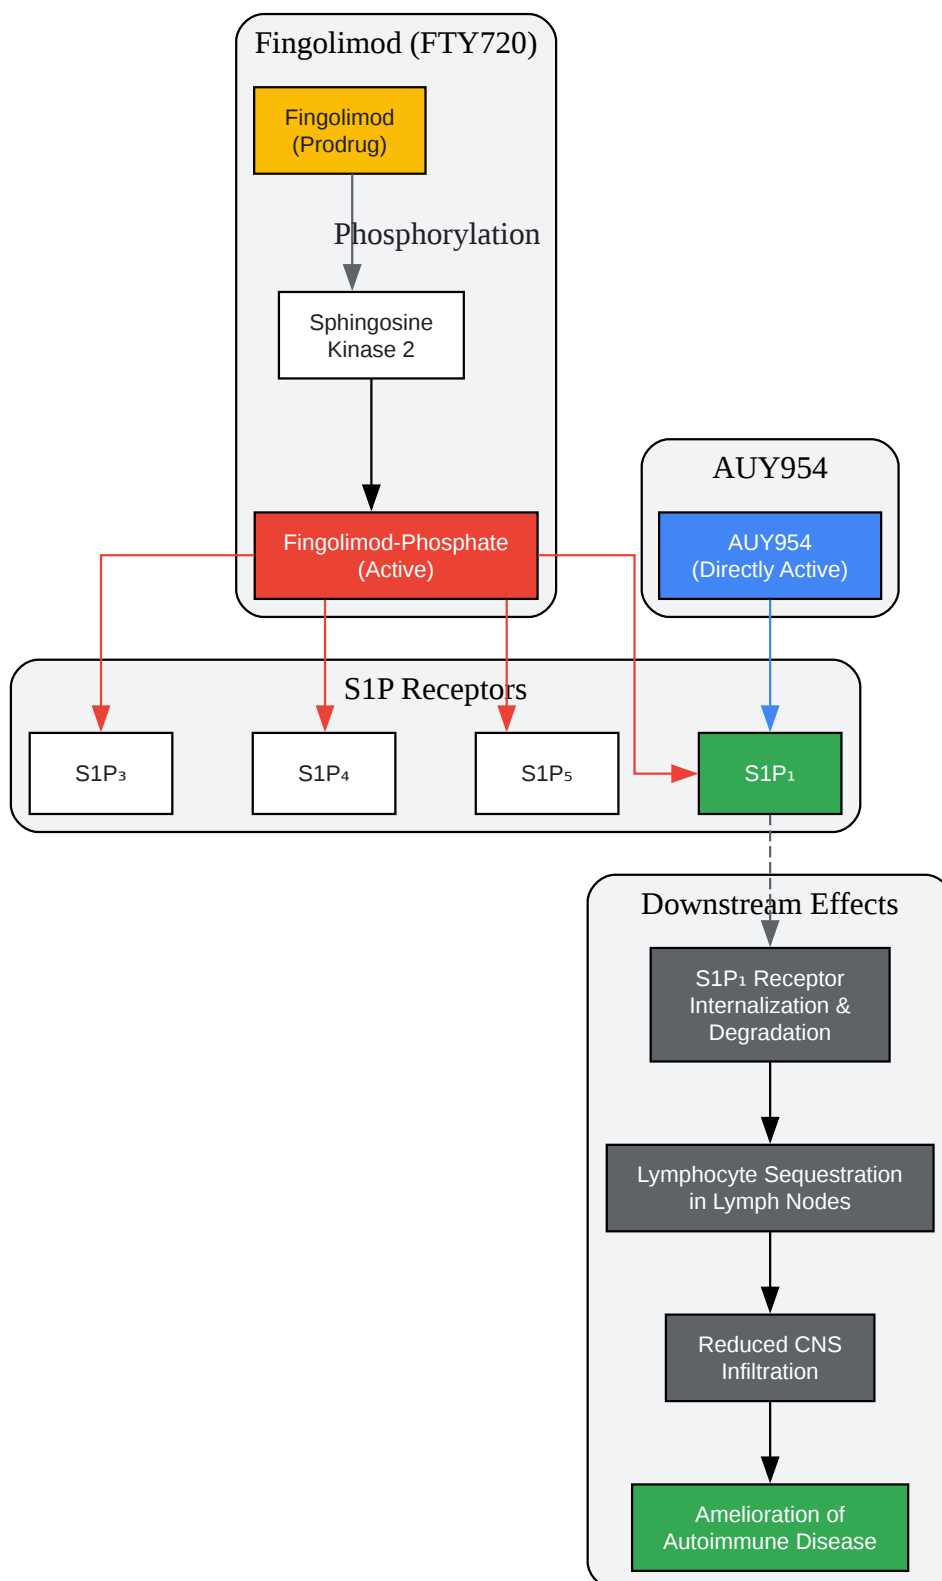 Fingolimod (FTY720)
Fingolimod
(Prodrug)
Phosphorylation
Sphingosine
Kinase 2
AUY954
Fingolimod-Phosphate
(Active)
AUY954
(Directly Active)
S1P Receptors
S1P₃
S1P₄
S1P₅
S1P₁
Downstream Effects
S1P₁ Receptor
Internalization &
Degradation
Lymphocyte Sequestration
in Lymph Nodes
Reduced CNS
Infiltration
Amelioration of
Autoimmune Disease